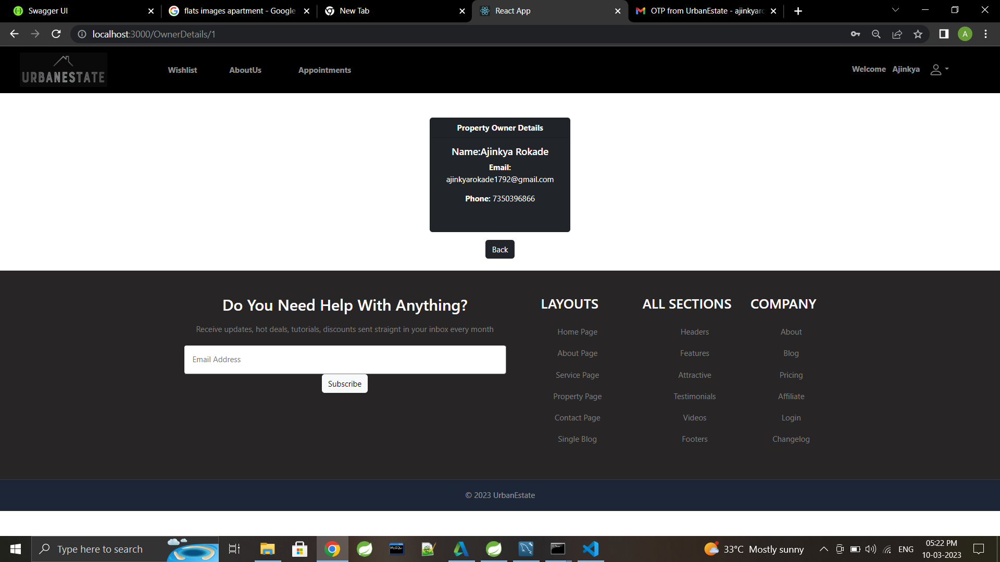 Swagger UI
flats images apartment - Google
New Tab
React App
OTP from UrbanEstate - ajinkyaro
localhost:3000/OwnerDetails/1
A
URBANESTATE
Wishlist
AboutUs
Appointments
Welcome Ajinkya
Property Owner Details
Name:Ajinkya Rokade
Email:
ajinkyarokade1792@gmail.com
Phone: 7350396866
Back
Do You Need Help With Anything?
Receive updates, hot deals, tutorials, discounts sent straignt in your inbox every month
Email Address
Subscribe
LAYOUTS
Home Page
About Page
Service Page
Property Page
Contact Page
Single Blog
ALL SECTIONS
Headers
Features
Attractive
Testimonials
Videos
Footers
COMPANY
About
Blog
Pricing
Affiliate
Login
Changelog
© 2023 UrbanEstate
Type here to search
MySQL
33°C Mostly sunny
ENG
05:22 PM
10-03-2023